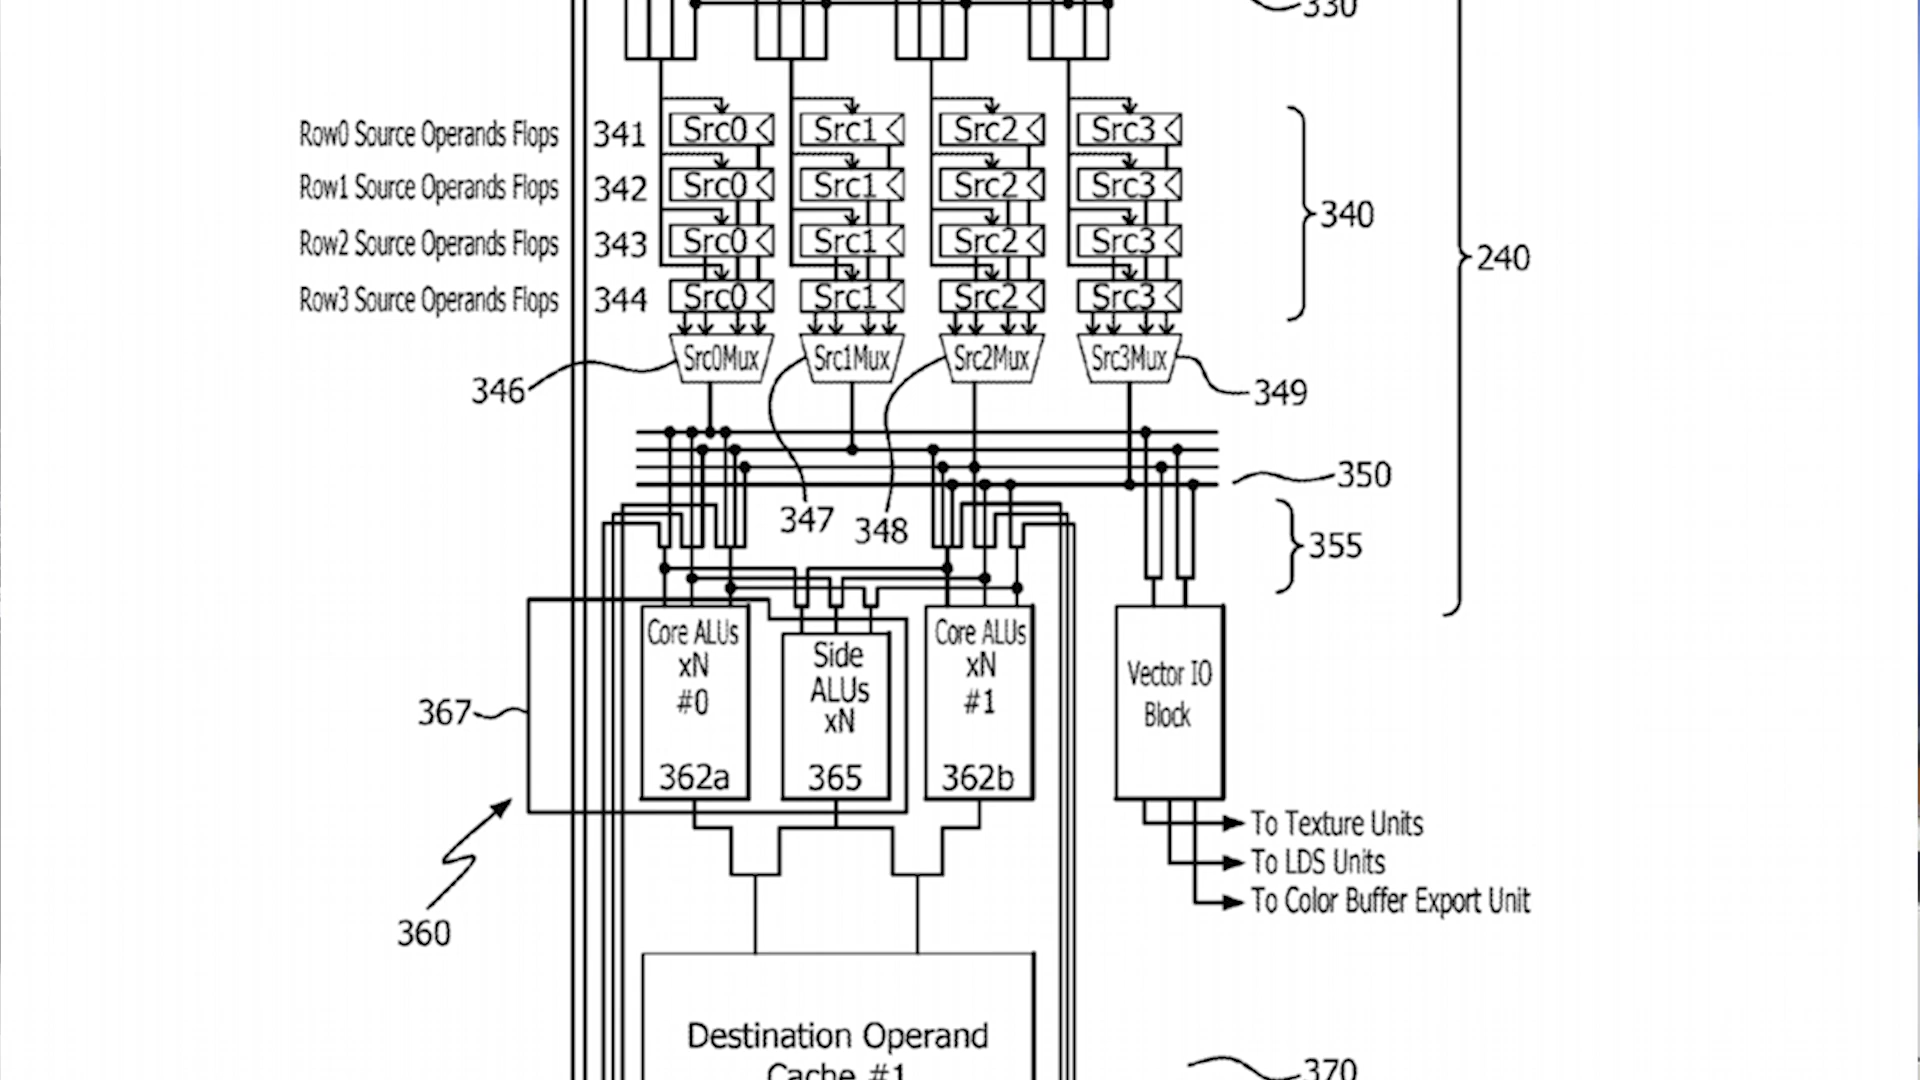 330
Row0 Source Operands Flops 341 Src0 Src1 Src2 Src3
Row1 Source Operands Flops 342 Src0 Src1 Src2 Src3
340
Row2 Source Operands Flops 343 Src0 Src1 Src2 Src3
240
Row3 Source Operands Flops 344 Src0 Src1 Src2 Src3
Src0Mux Src1Mux Src2Mux Src3Mux
346 349
350
347 348
355
Core ALUs
xN
#0
362a
Side
ALUs
xN
365
Core ALUs
xN
#1
362b
Vector IO
Block
367
To Texture Units
To LDS Units
To Color Buffer Export Unit
360
Destination Operand
Cache #1
370